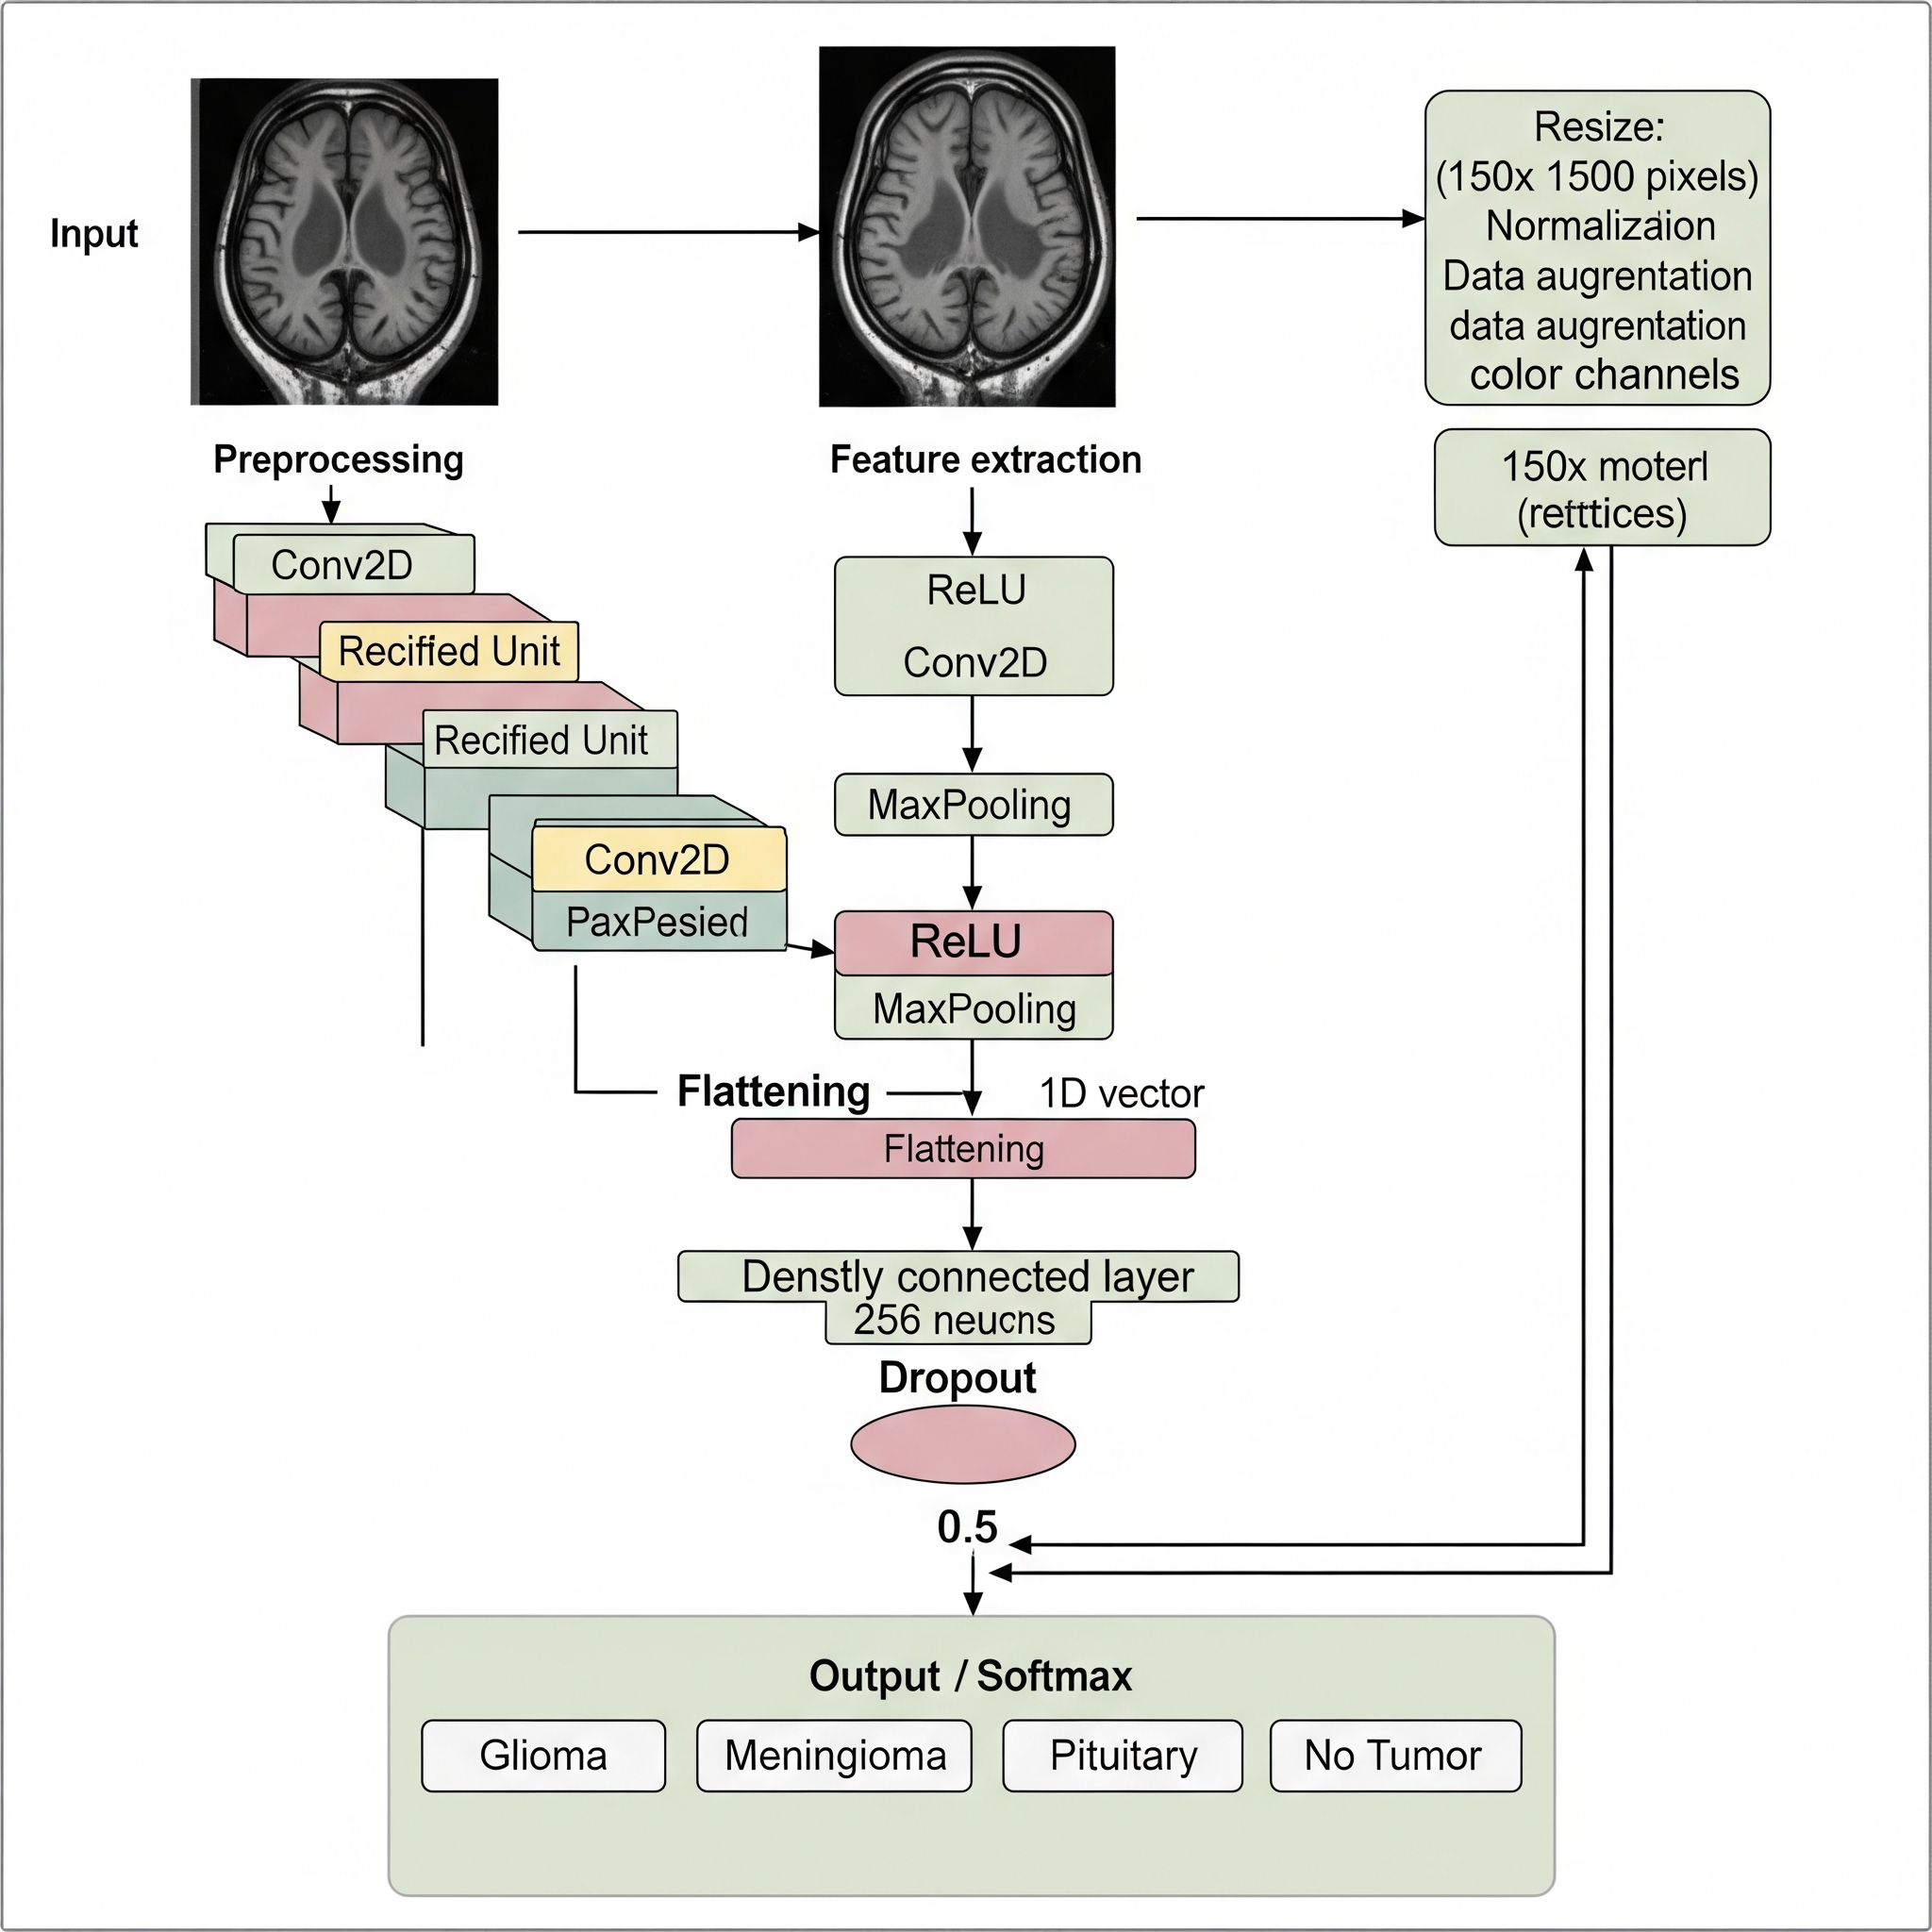 Input
Resize:
(150x 1500 pixels)
Normalizaion
Data augrentation
data augrentation
color channels
150x moterl
(refttices)
Preprocessing
Conv2D
Recified Unit
Recified Unit
Conv2D
PaxPesied
Feature extraction
ReLU
Conv2D
MaxPooling
ReLU
MaxPooling
Flattening
1D vector
Flattening
Denstly connected layer
256 neucns
Dropout
0.5
Output / Softmax
Glioma
Meningioma
Pituitary
No Tumor